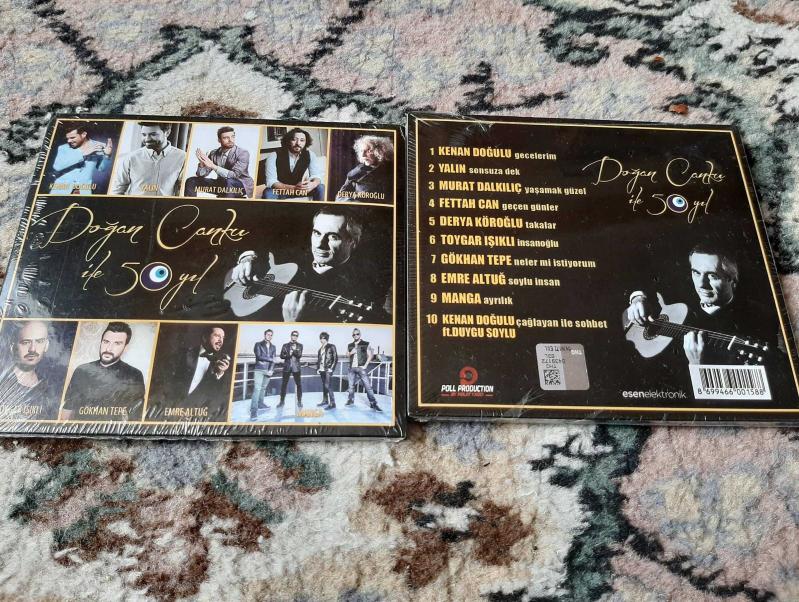 KENAN DOĞULU
YALIN
MURAT DALKILIÇ
FETTAH CAN
DERYA KÖROĞLU
Doğan Canku
ile 50 yıl
IŞIKLI
GÖKHAN TEPE
EMRE ALTUĞ
MANGA
1 KENAN DOĞULU gecelerim
2 YALIN sonsuza dek
3 MURAT DALKILIÇ yaşamak güzel
4 FETTAH CAN geçen günler
5 DERYA KÖROĞLU takalar
6 TOYGAR IŞIKLI insanoğlu
7 GÖKHAN TEPE neler mi istiyorum
8 EMRE ALTUĞ soylu insan
9 MANGA ayrılık
10 KENAN DOĞULU çağlayan ile sohbet
ft.DUYGU SOYLU
Doğan Canku
ile 50 yıl
POLL PRODUCTION
esenelektronik
8 699466 001588